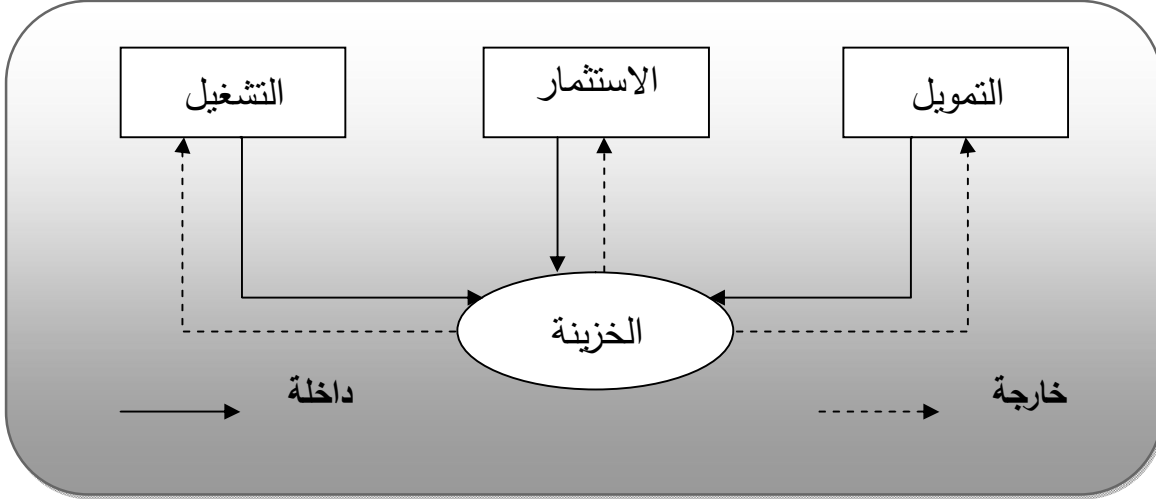 التمويل
الاستثمار
التشغيل
الخزينة
خارجة
داخلة